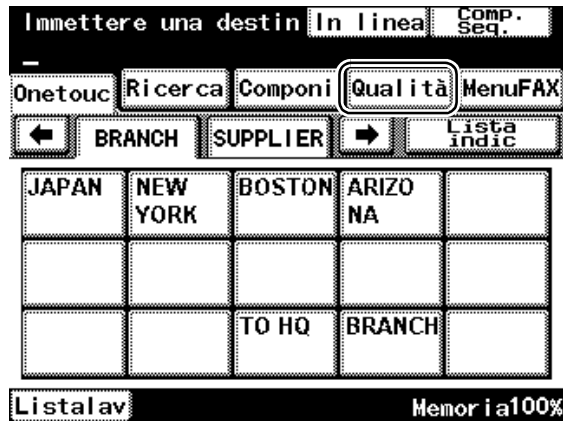 Immettere una destin In linea Comp. Seq.
Onetouc Ricerca Componi Qualità MenuFAX
BRANCH SUPPLIER Lista indic
JAPAN NEW YORK BOSTON ARIZO NA
TO HQ BRANCH
Listalav Memoria100%